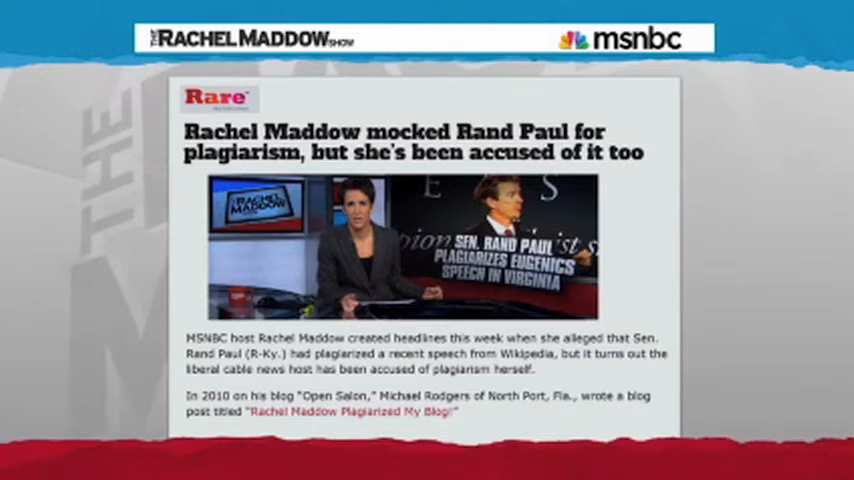 THE RACHEL MADDOW SHOW
msnbc
THE
Rare
Rachel Maddow mocked Rand Paul for
plagiarism, but she's been accused of it too
THE
RACHEL
MADDOW
E S
SEN. RAND PAUL
PLAGIARIZES EUGENICS
SPEECH IN VIRGINIA
MSNBC host Rachel Maddow created headlines this week when she alleged that Sen.
Rand Paul (R-Ky.) had plagiarized a recent speech from Wikipedia, but it turns out the
liberal cable news host has been accused of plagiarism herself.
In 2010 on his blog "Open Salon," Michael Rodgers of North Port, Fla., wrote a blog
post titled "Rachel Maddow Plagiarized My Blog!"